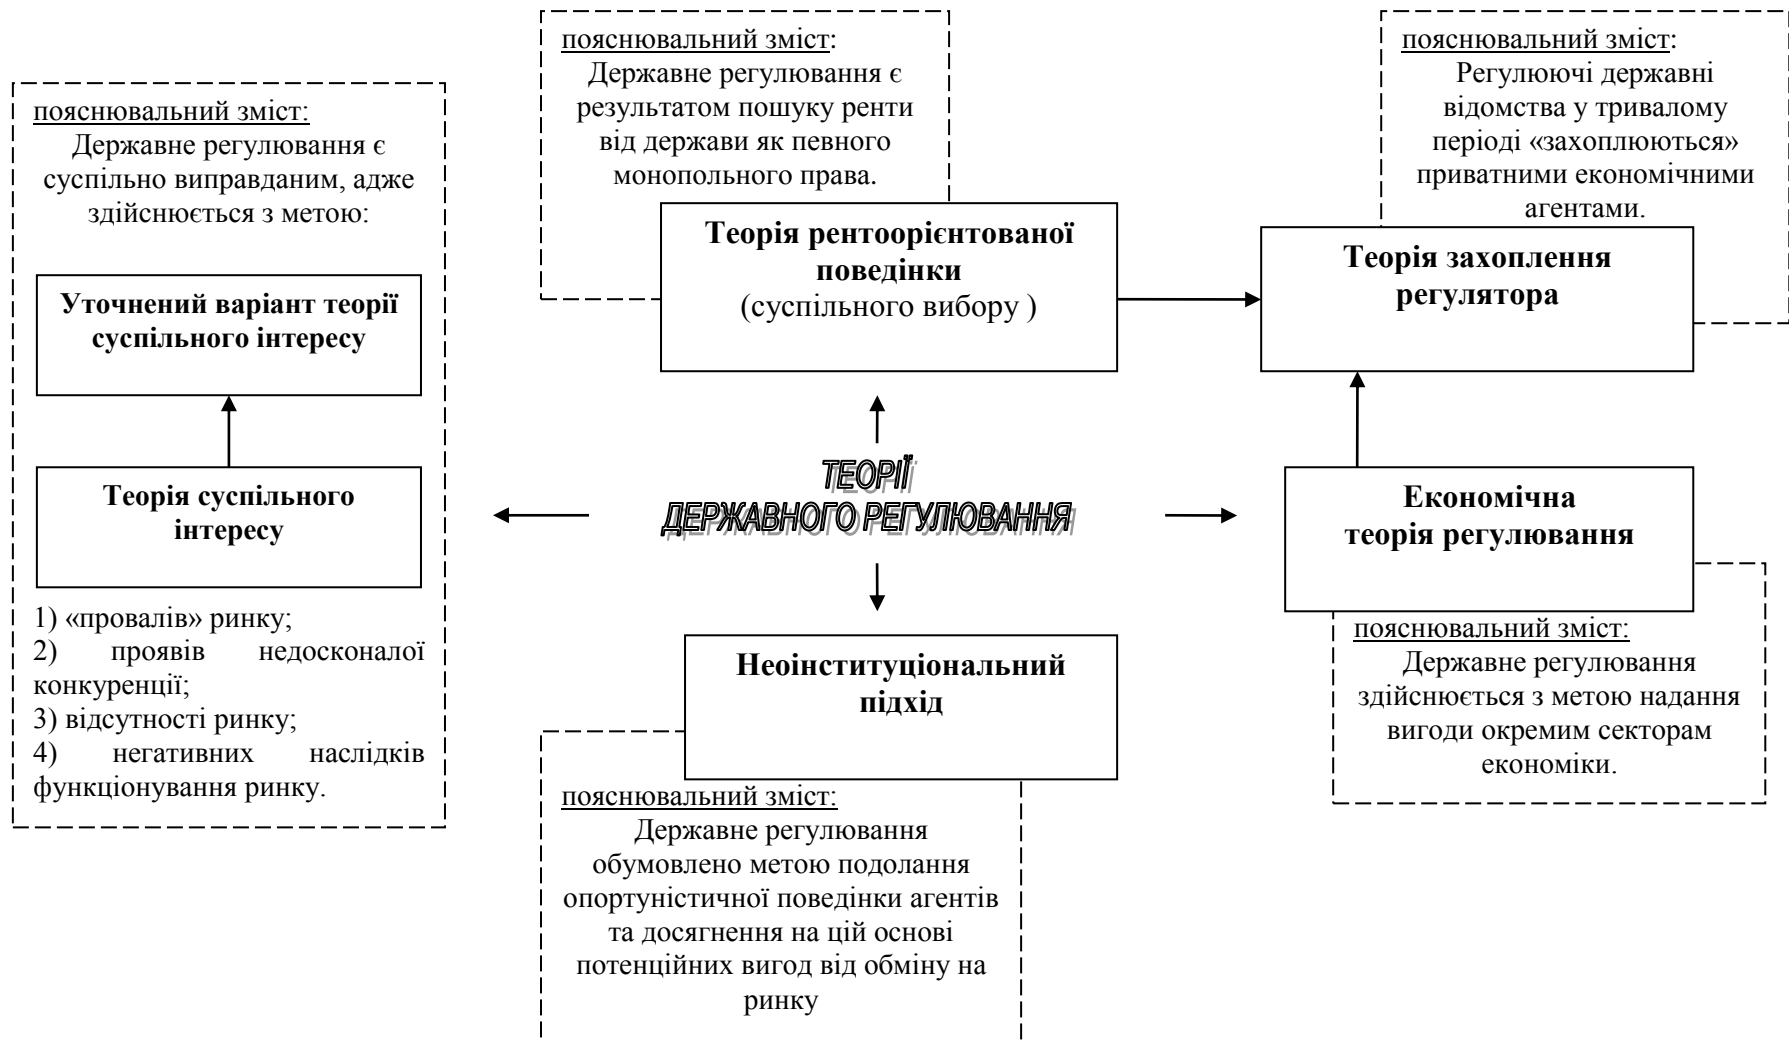 пояснювальний зміст:
Державне регулювання є
суспільно виправданим, адже
здійснюється з метою:
Уточнений варіант теорії
суспільного інтересу
Теорія суспільного
інтересу
1) «провалів» ринку;
2) проявів недосконалої
конкуренції;
3) відсутності ринку;
4) негативних наслідків
функціонування ринку.
пояснювальний зміст:
Державне регулювання є
результатом пошуку ренти
від держави як певного
монопольного права.
Теорія рентоорієнтованої
поведінки
(суспільного вибору )
ТЕОРІЇ
ДЕРЖАВНОГО РЕГУЛЮВАННЯ
Неоінституціональний
підхід
пояснювальний зміст:
Державне регулювання
обумовлено метою подолання
опортуністичної поведінки агентів
та досягнення на цій основі
потенційних вигод від обміну на
ринку
пояснювальний зміст:
Регулюючі державні
відомства у тривалому
періоді «захоплюються»
приватними економічними
агентами.
Теорія захоплення
регулятора
Економічна
теорія регулювання
пояснювальний зміст:
Державне регулювання
здійснюється з метою надання
вигоди окремим секторам
економіки.